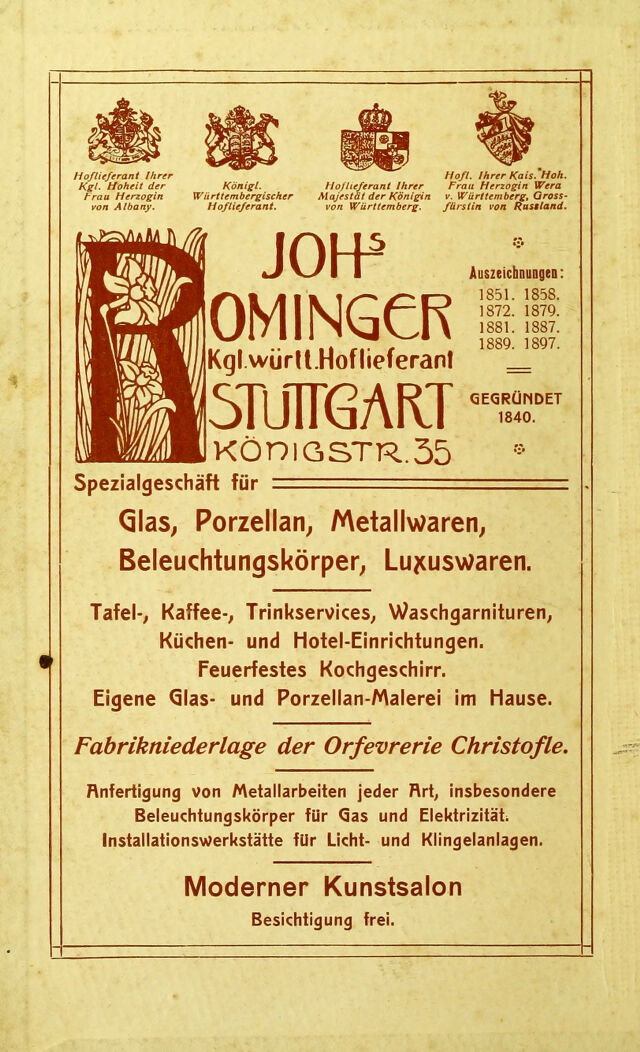 Hoflieferant Ihrer
Kgl. Hoheit der
Frau Herzogin
von Albany.
Königl.
Württembergischer
Hoflieferant.
Hoflieferant Ihrer
Majestät der Königin
von Württemberg.
Hofl. Ihrer Kais. Hoh.
Frau Herzogin Wera
v. Württemberg, Gross-
fürstin von Russland.
JOHS
ROMINGER
Kgl. württ. Hoflieferant
STUTTGART
KÖNIGSTR. 35
Auszeichnungen:
1851. 1858.
1872. 1879.
1881. 1887.
1889. 1897.
GEGRÜNDET
1840.
Spezialgeschäft für
Glas, Porzellan, Metallwaren,
Beleuchtungskörper, Luxuswaren.
Tafel-, Kaffee-, Trinkservices, Waschgarnituren,
Küchen- und Hotel-Einrichtungen.
Feuerfestes Kochgeschirr.
Eigene Glas- und Porzellan-Malerei im Hause.
Fabrikniederlage der Orfevrerie Christofle.
Anfertigung von Metallarbeiten jeder Art, insbesondere
Beleuchtungskörper für Gas und Elektrizität.
Installationswerkstätte für Licht- und Klingelanlagen.
Moderner Kunstsalon
Besichtigung frei.